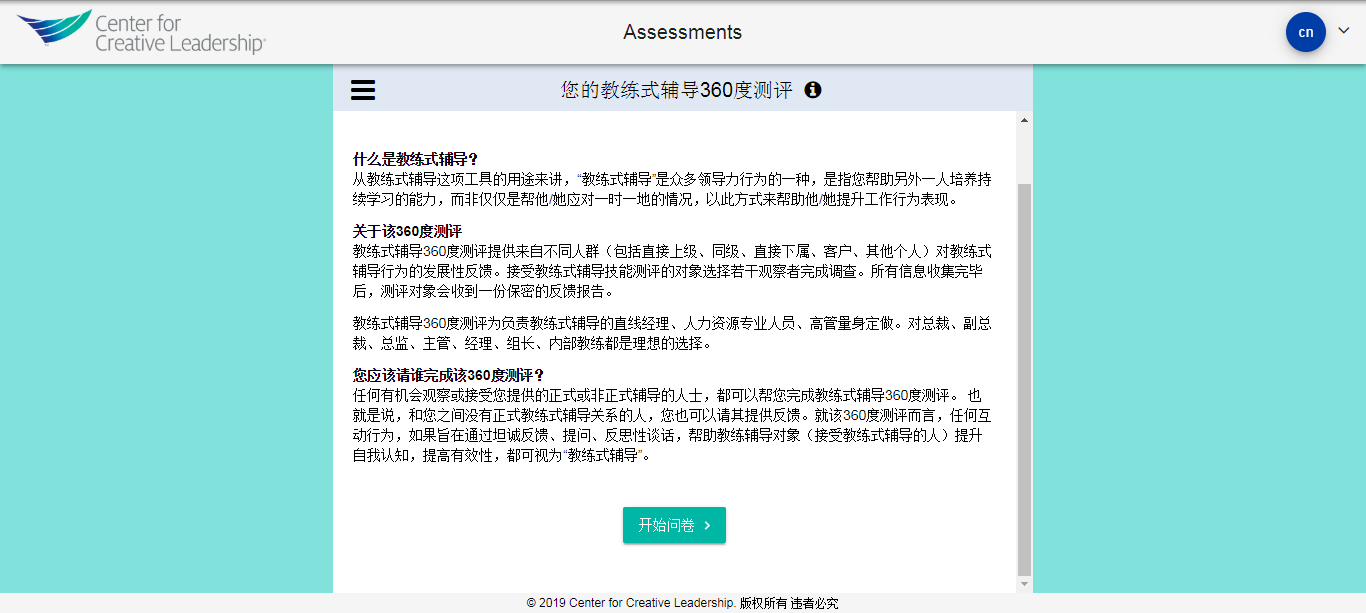 Center for
Creative Leadership®
Assessments
cn
您的教练式辅导360度测评
什么是教练式辅导？
从教练式辅导这项工具的用途来讲，“教练式辅导”是众多领导力行为的一种，是指您帮助另外一人培养持
续学习的能力，而非仅仅是帮他/她应对一时一地的情况，以此方式来帮助他/她提升工作行为表现。
关于该360度测评
教练式辅导360度测评提供来自不同人群（包括直接上级、同级、直接下属、客户、其他个人）对教练式
辅导行为的发展性反馈。接受教练式辅导技能测评的对象选择若干观察者完成调查。所有信息收集完毕
后，测评对象会收到一份保密的反馈报告。
教练式辅导360度测评为负责教练式辅导的直线经理、人力资源专业人员、高管量身定做。对总裁、副总
裁、总监、主管、经理、组长、内部教练都是理想的选择。
您应该请谁完成该360度测评？
任何有机会观察或接受您提供的正式或非正式辅导的人士，都可以帮您完成教练式辅导360度测评。 也
就是说，和您之间没有正式教练式辅导关系的人，您也可以请其提供反馈。就该360度测评而言，任何互
动行为，如果旨在通过坦诚反馈、提问、反思性谈话，帮助教练辅导对象（接受教练式辅导的人）提升
自我认知，提高有效性，都可视为“教练式辅导”。
开始问卷
© 2019 Center for Creative Leadership. 版权所有 违者必究